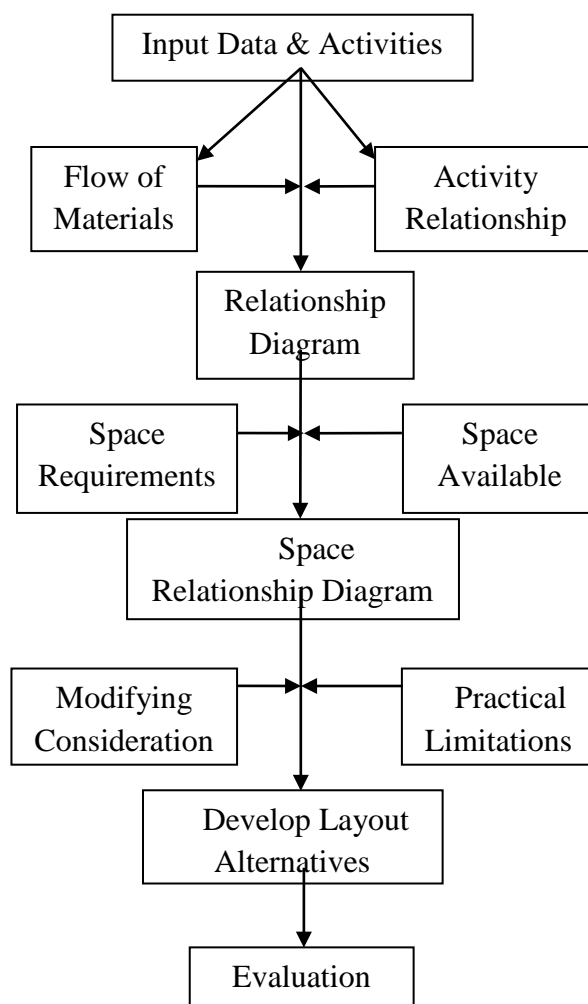 Input Data & Activities
Flow of
Materials
Activity
Relationship
Relationship
Diagram
Space
Requirements
Space
Available
Space
Relationship Diagram
Modifying
Consideration
Practical
Limitations
Develop Layout
Alternatives
Evaluation